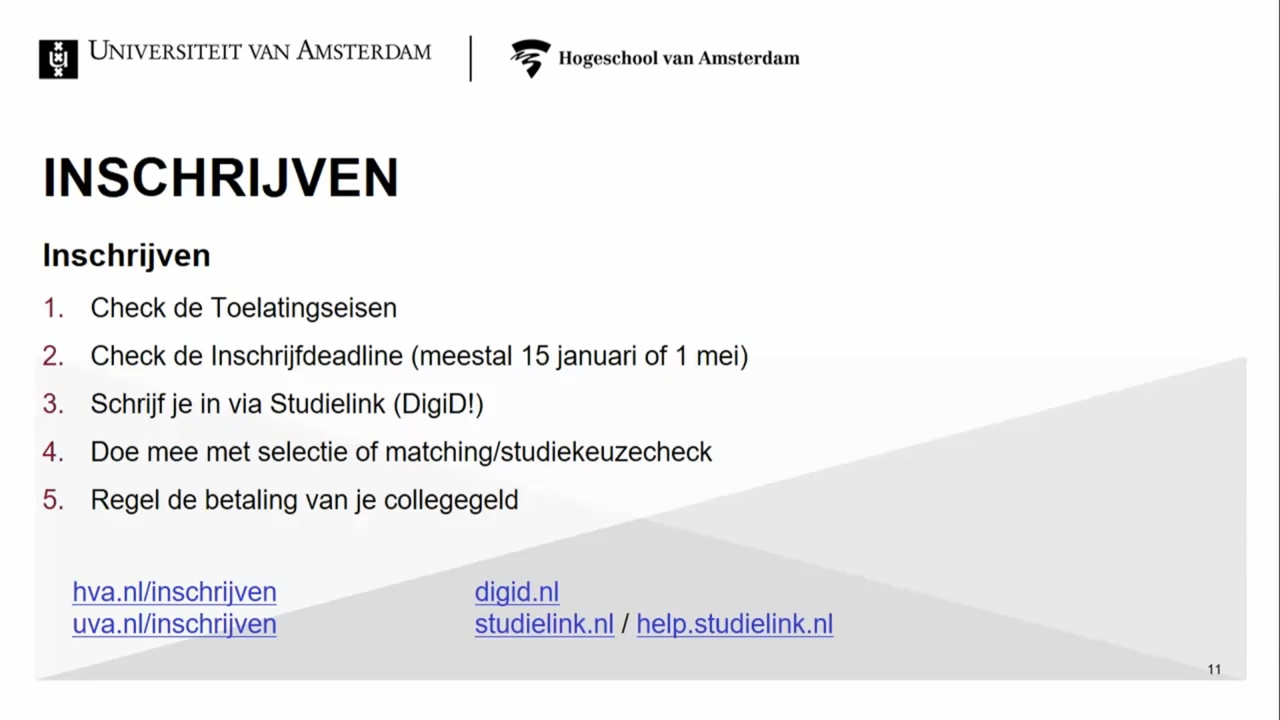 UNIVERSITEIT VAN AMSTERDAM
Hogeschool van Amsterdam
INSCHRIJVEN
Inschrijven
1. Check de Toelatingseisen
2. Check de Inschrijfdeadline (meestal 15 januari of 1 mei)
3. Schrijf je in via Studielink (DigiD!)
4. Doe mee met selectie of matching/studiekeuzecheck
5. Regel de betaling van je collegegeld
hva.nl/inschrijven digid.nl
uva.nl/inschrijven studielink.nl / help.studielink.nl
11